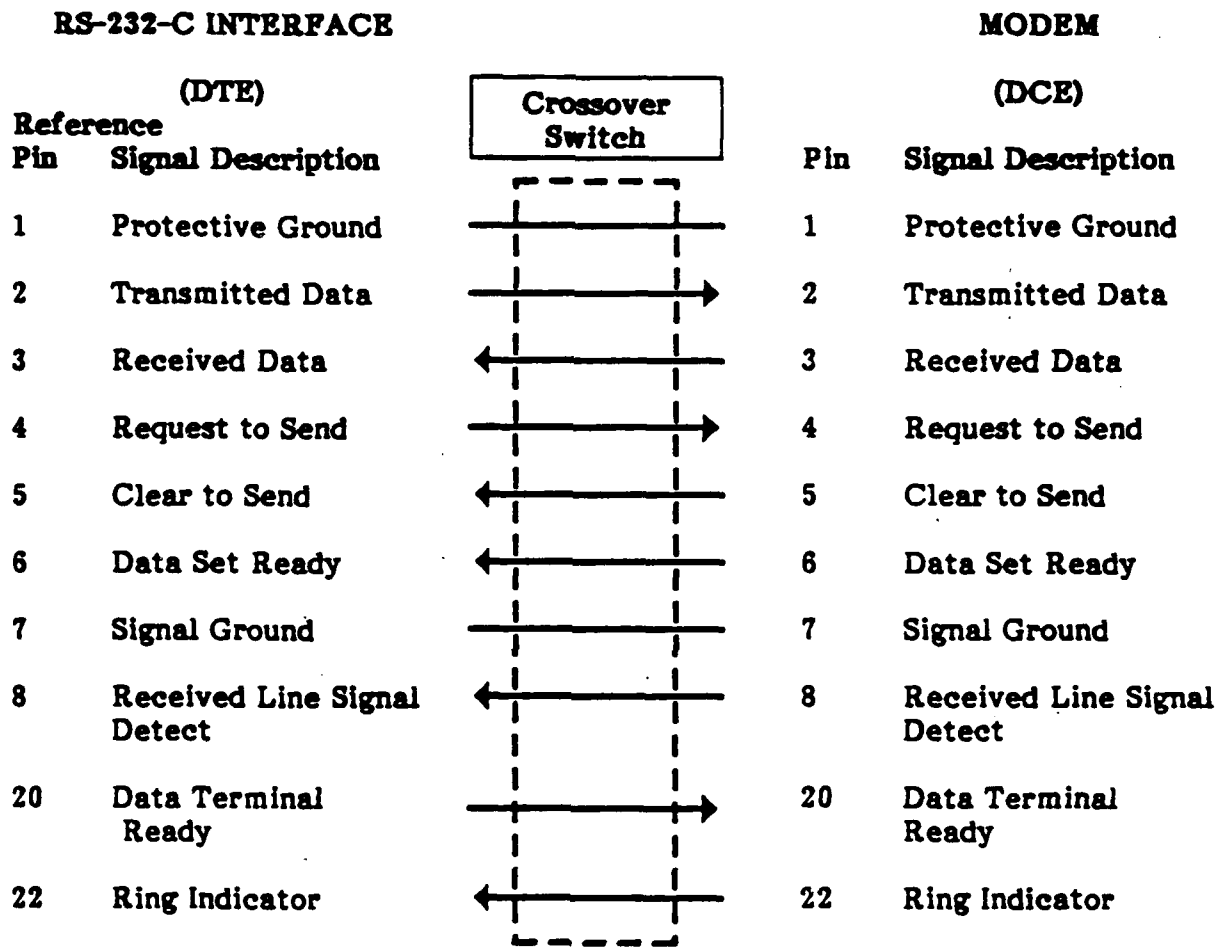 RS-232-C INTERFACE MODEM
(DTE) Crossover Switch (DCE)
Reference
Pin Signal Description Pin Signal Description
1 Protective Ground 1 Protective Ground
2 Transmitted Data 2 Transmitted Data
3 Received Data 3 Received Data
4 Request to Send 4 Request to Send
5 Clear to Send 5 Clear to Send
6 Data Set Ready 6 Data Set Ready
7 Signal Ground 7 Signal Ground
8 Received Line Signal 8 Received Line Signal
Detect Detect
20 Data Terminal 20 Data Terminal
Ready Ready
22 Ring Indicator 22 Ring Indicator